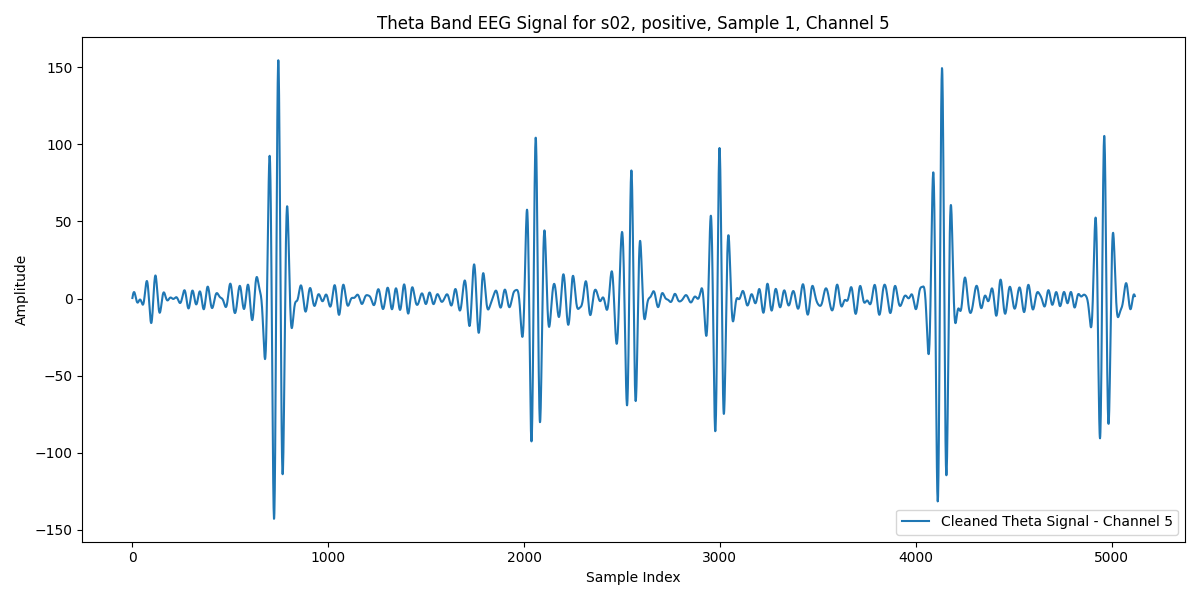 Theta Band EEG Signal for s02, positive, Sample 1, Channel 5
Amplitude
150
100
50
0
−50
−100
−150
0 1000 2000 3000 4000 5000
Sample Index
Cleaned Theta Signal - Channel 5